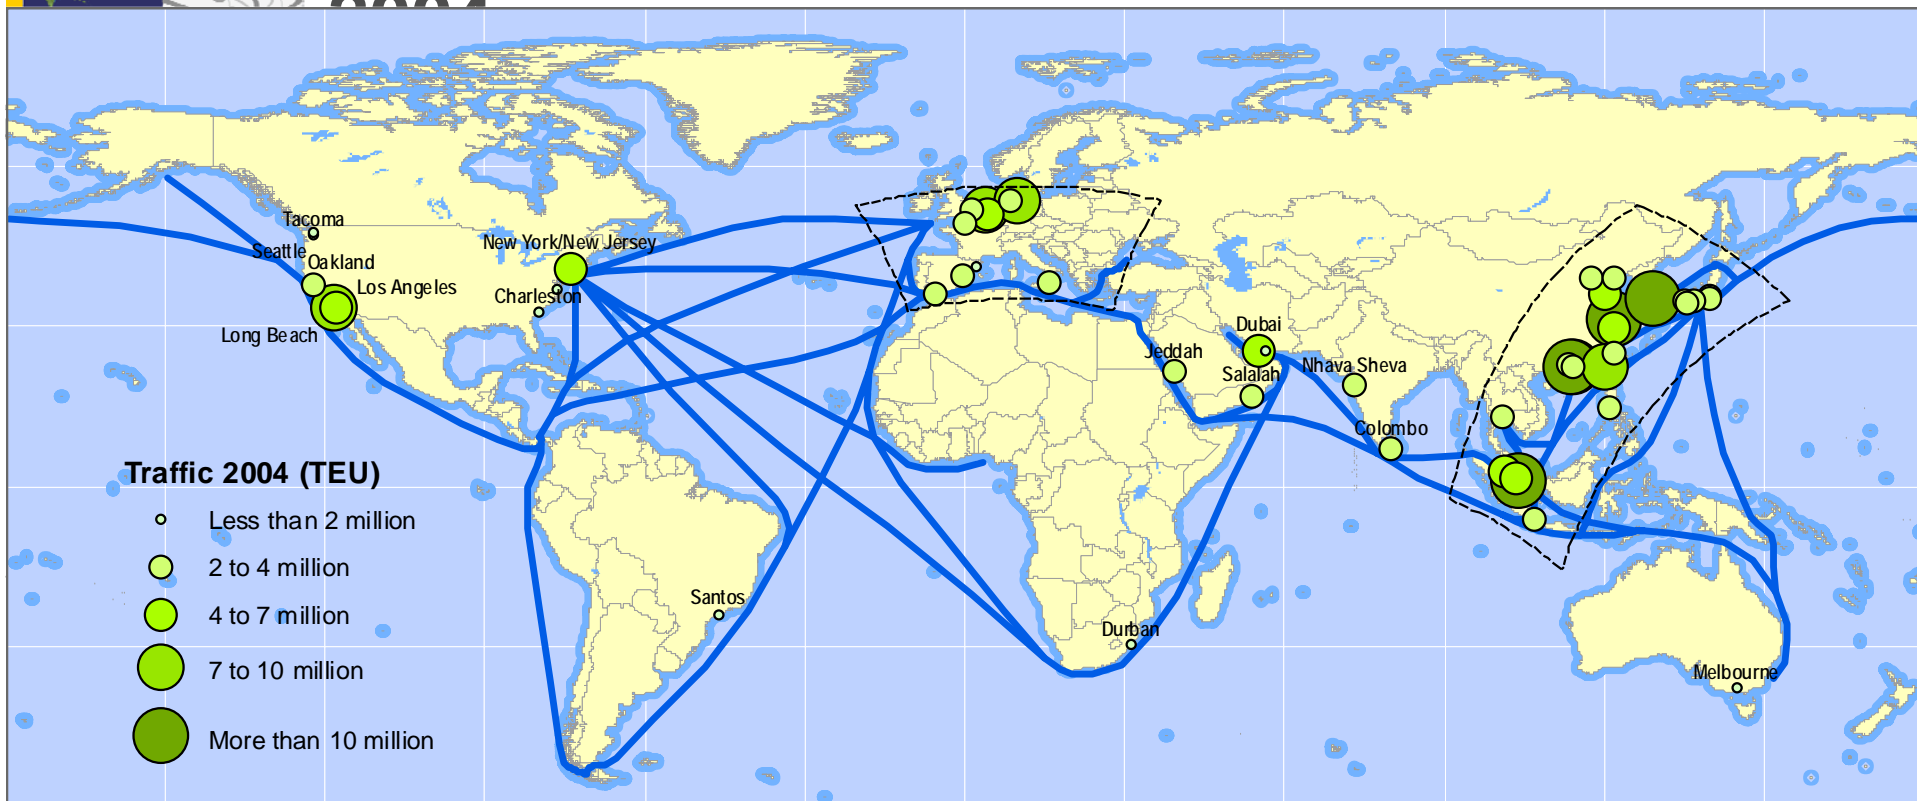 2004
Tacoma
Seattle
Oakland
Los Angeles
Long Beach
New York/New Jersey
Charleston
Dubai
Jeddah
Salalah
Nhava Sheva
Colombo
Santos
Durban
Melbourne
Traffic 2004 (TEU)
Less than 2 million
2 to 4 million
4 to 7 million
7 to 10 million
More than 10 million